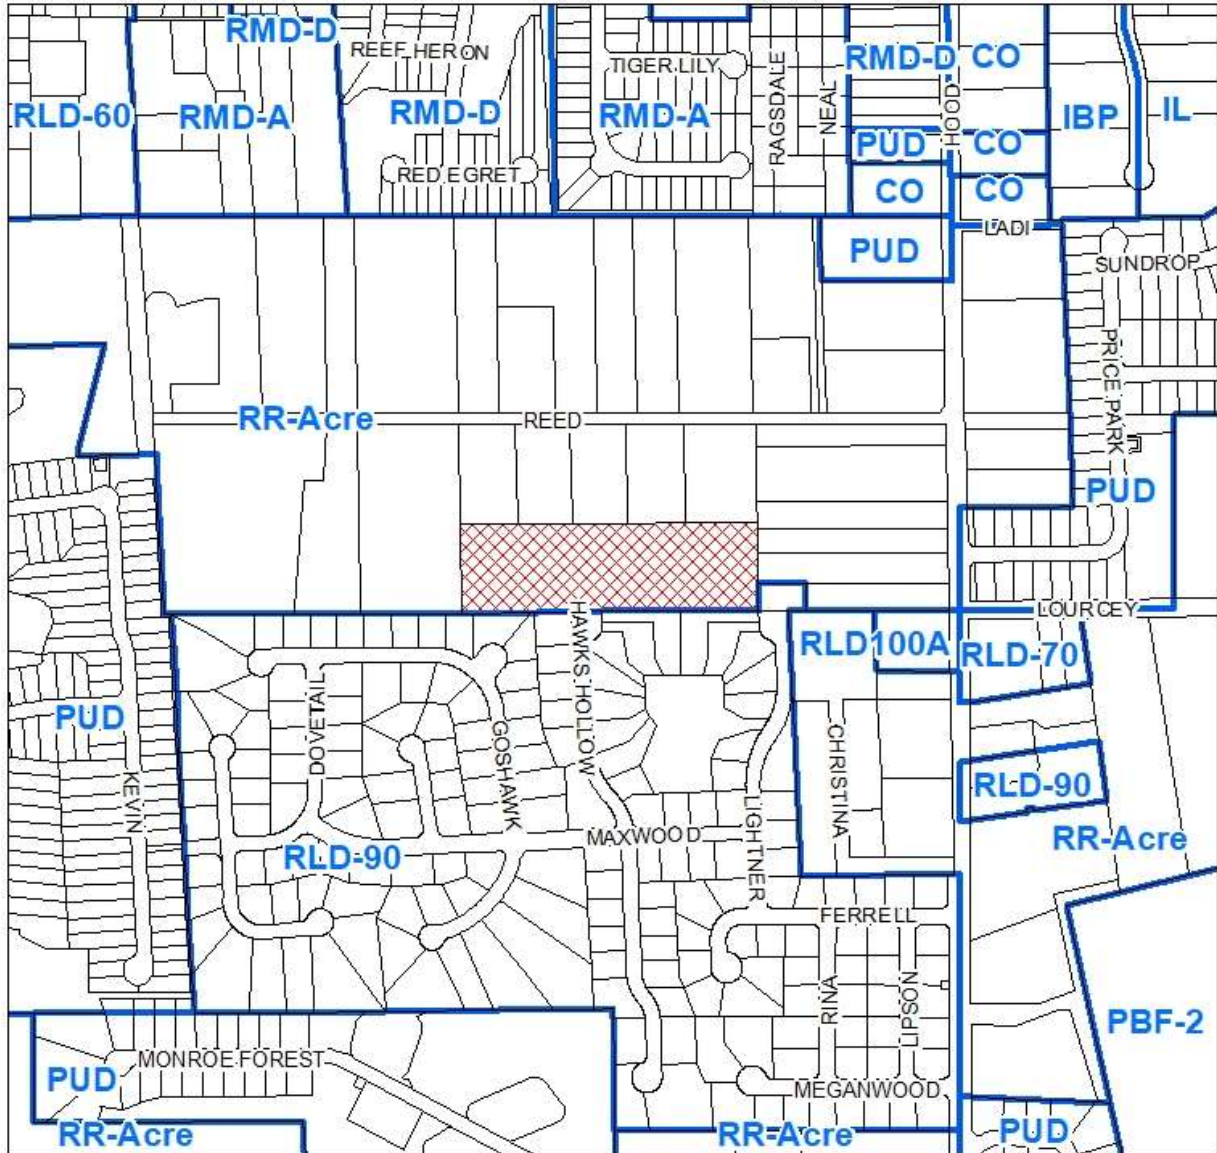 RMD-D
REEF HERON
TIGER LILY
RAGSDALE
NEAL
RMD-D
HOOD
CO
RLD-60
RMD-A
RMD-D
RMD-A
IBP
IL
PUD
CO
RED EGRET
CO
CO
LADI
PUD
SUNDROP
PRICE PARK
RR-Acre
REED
PUD
HAWKS HOLLOW
LOURCEY
RLD100A
RLD-70
DOVETAIL
GOSHAWK
PUD
KEVIN
CHRISTINA
RLD-90
LIGHTNER
MAXWOOD
RR-Acre
RLD-90
FERRELL
RINA
LIPSON
PBF-2
MONROE FOREST
PUD
MEGANWOOD
RR-Acre
RR-Acre
PUD